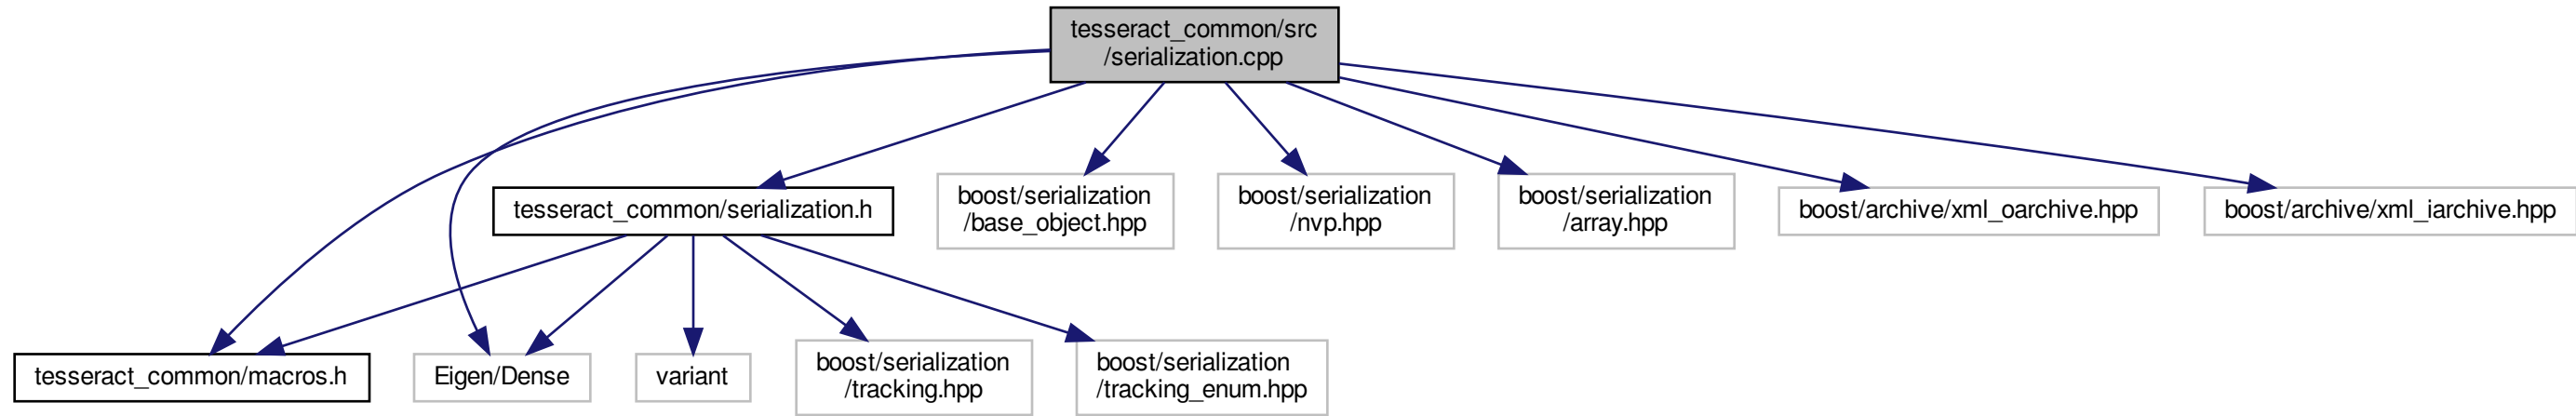 tesseract_common/src
/serialization.cpp
tesseract_common/serialization.h
boost/serialization
/base_object.hpp
boost/serialization
/nvp.hpp
boost/serialization
/array.hpp
boost/archive/xml_oarchive.hpp
boost/archive/xml_iarchive.hpp
tesseract_common/macros.h
Eigen/Dense
variant
boost/serialization
/tracking.hpp
boost/serialization
/tracking_enum.hpp